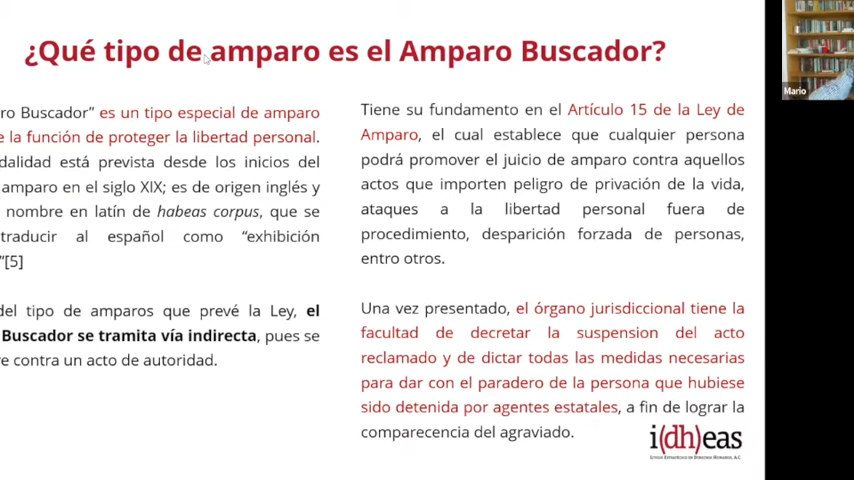 ¿Qué tipo de amparo es el Amparo Buscador?
ro Buscador” es un tipo especial de amparo
e la función de proteger la libertad personal.
dalidad está prevista desde los inicios del
amparo en el siglo XIX; es de origen inglés y
nombre en latín de habeas corpus, que se
traducir al español como “exhibición
”[5]
del tipo de amparos que prevé la Ley, el
Buscador se tramita vía indirecta, pues se
re contra un acto de autoridad.
Tiene su fundamento en el Artículo 15 de la Ley de
Amparo, el cual establece que cualquier persona
podrá promover el juicio de amparo contra aquellos
actos que importen peligro de privación de la vida,
ataques a la libertad personal fuera de
procedimiento, desparición forzada de personas,
entro otros.
Una vez presentado, el órgano jurisdiccional tiene la
facultad de decretar la suspension del acto
reclamado y de dictar todas las medidas necesarias
para dar con el paradero de la persona que hubiese
sido detenida por agentes estatales, a fin de lograr la
comparecencia del agraviado.
i(dh)eas
Litigio Estratégico en Derechos Humanos, A.C.
Mario